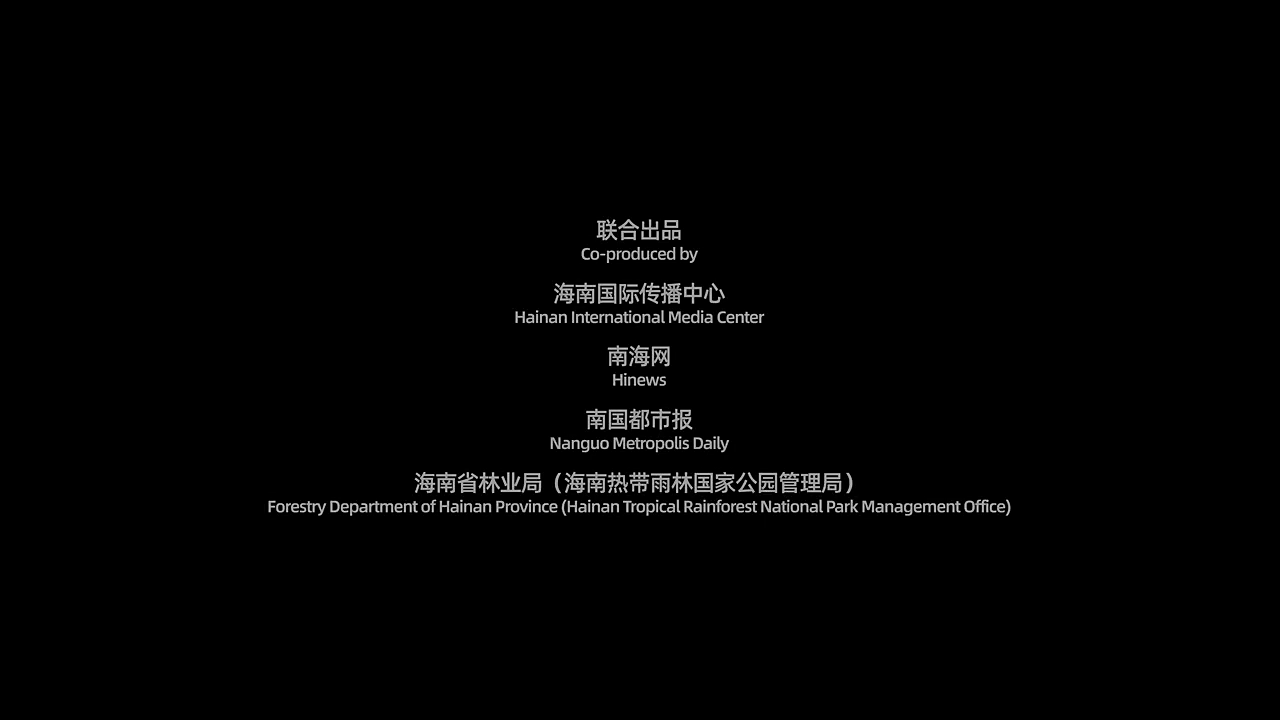 联合出品
Co-produced by
海南国际传播中心
Hainan International Media Center
南海网
Hinews
南国都市报
Nanguo Metropolis Daily
海南省林业局（海南热带雨林国家公园管理局）
Forestry Department of Hainan Province (Hainan Tropical Rainforest National Park Management Office)